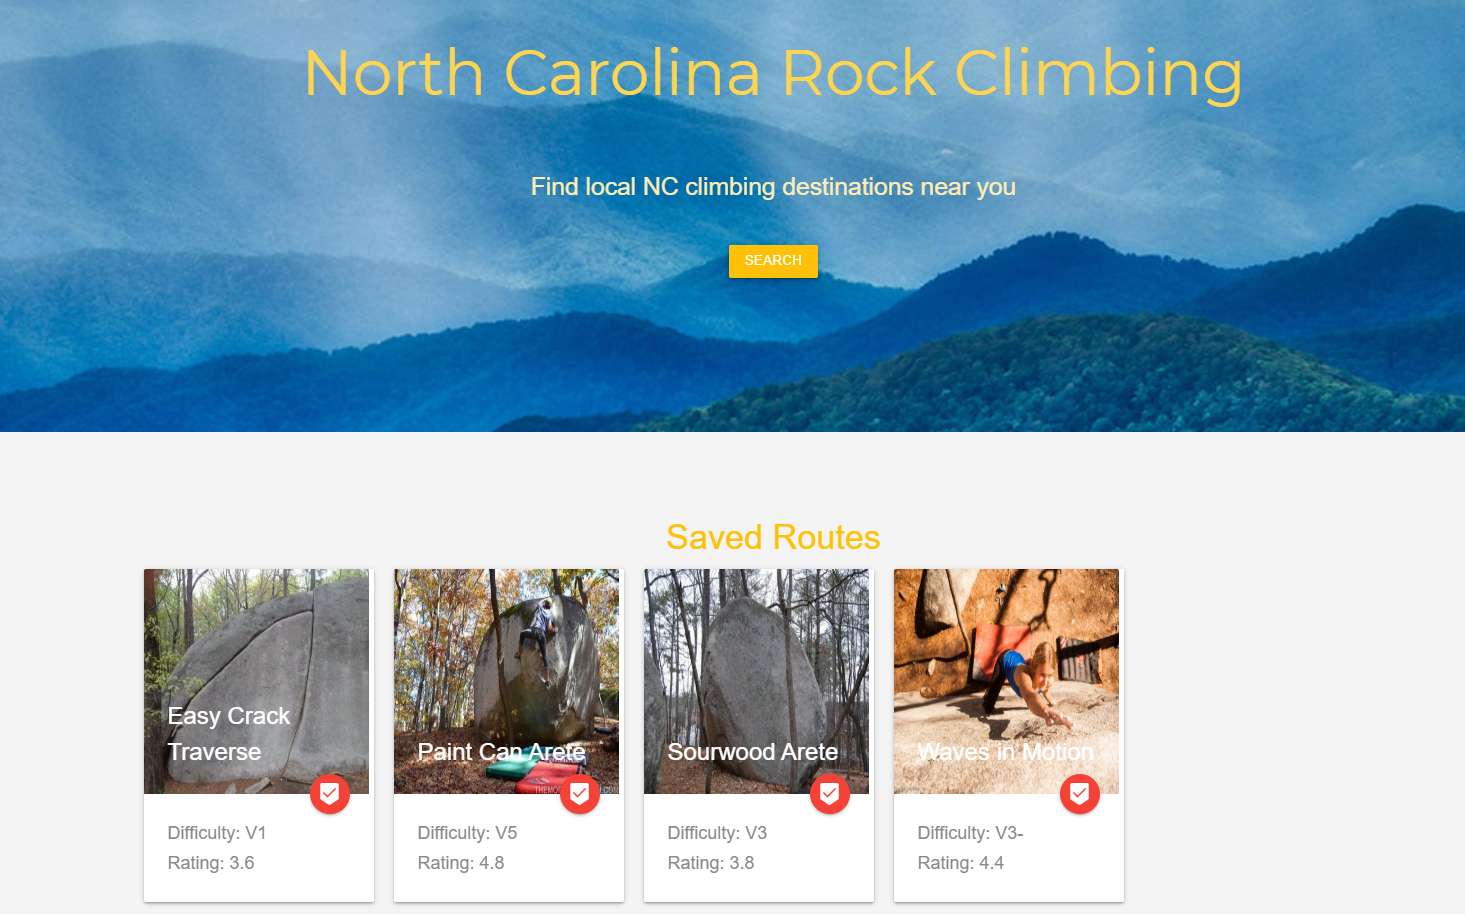 North Carolina Rock Climbing
Find local NC climbing destinations near you
SEARCH
Saved Routes
Easy Crack
Traverse
Difficulty: V1
Rating: 3.6
Paint Can Arete
Difficulty: V5
Rating: 4.8
Sourwood Arete
Difficulty: V3
Rating: 3.8
Waves in Motion
Difficulty: V3-
Rating: 4.4